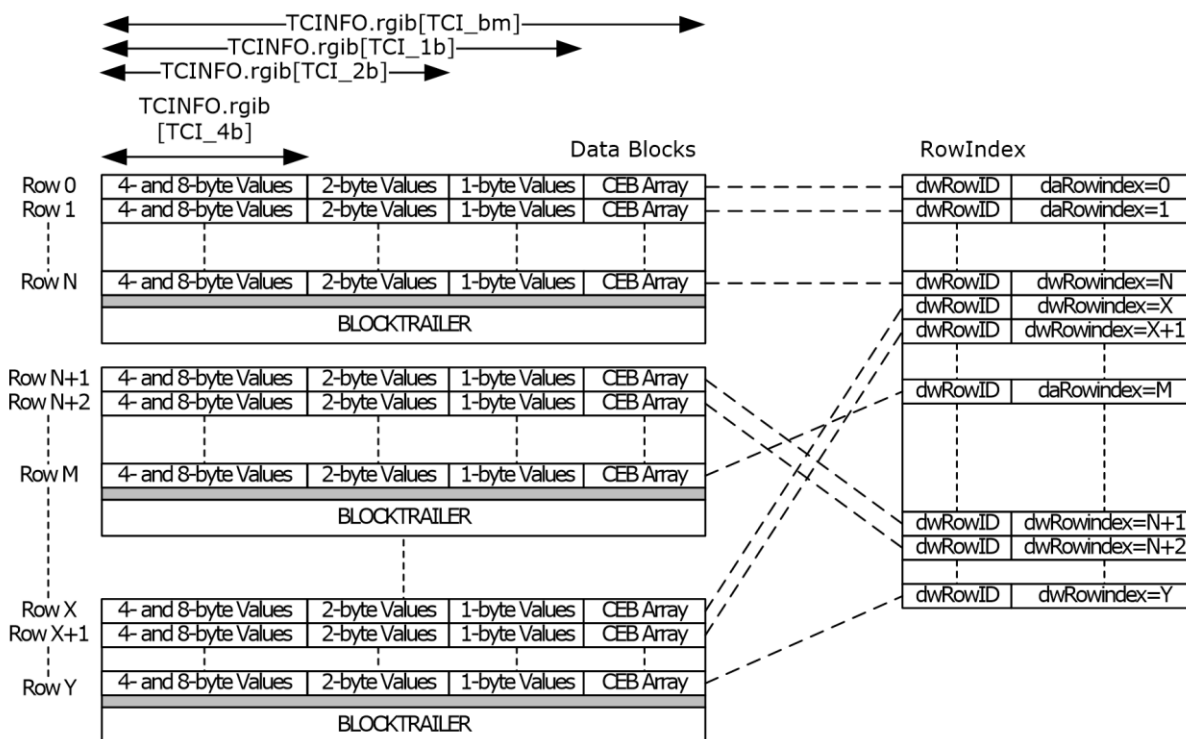 TCINFO.rgib[TCI_bm]
TCINFO.rgib[TCI_1b]
TCINFO.rgib[TCI_2b]
TCINFO.rgib
[TCI_4b]
Data Blocks RowIndex
Row 0 4- and 8-byte Values 2-byte Values 1-byte Values CEB Array dwRowID daRowindex=0
Row 1 4- and 8-byte Values 2-byte Values 1-byte Values CEB Array dwRowID daRowindex=1
Row N 4- and 8-byte Values 2-byte Values 1-byte Values CEB Array dwRowID dwRowindex=N
dwRowID dwRowindex=X
BLOCKTRAILER dwRowID dwRowindex=X+1
Row N+1 4- and 8-byte Values 2-byte Values 1-byte Values CEB Array
dwRowID daRowindex=M
Row N+2 4- and 8-byte Values 2-byte Values 1-byte Values CEB Array
Row M 4- and 8-byte Values 2-byte Values 1-byte Values CEB Array
BLOCKTRAILER dwRowID dwRowindex=N+1
dwRowID dwRowindex=N+2
dwRowID dwRowindex=Y
Row X 4- and 8-byte Values 2-byte Values 1-byte Values CEB Array
Row X+1 4- and 8-byte Values 2-byte Values 1-byte Values CEB Array
Row Y 4- and 8-byte Values 2-byte Values 1-byte Values CEB Array
BLOCKTRAILER